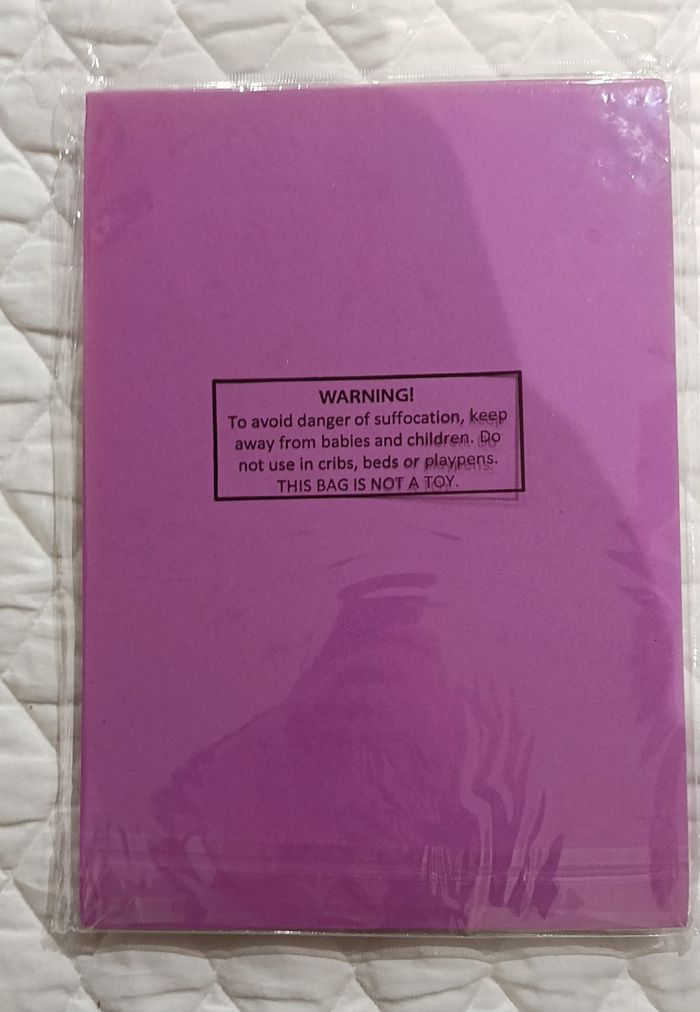 WARNING!
To avoid danger of suffocation, keep
away from babies and children. Do
not use in cribs, beds or playpens.
THIS BAG IS NOT A TOY.